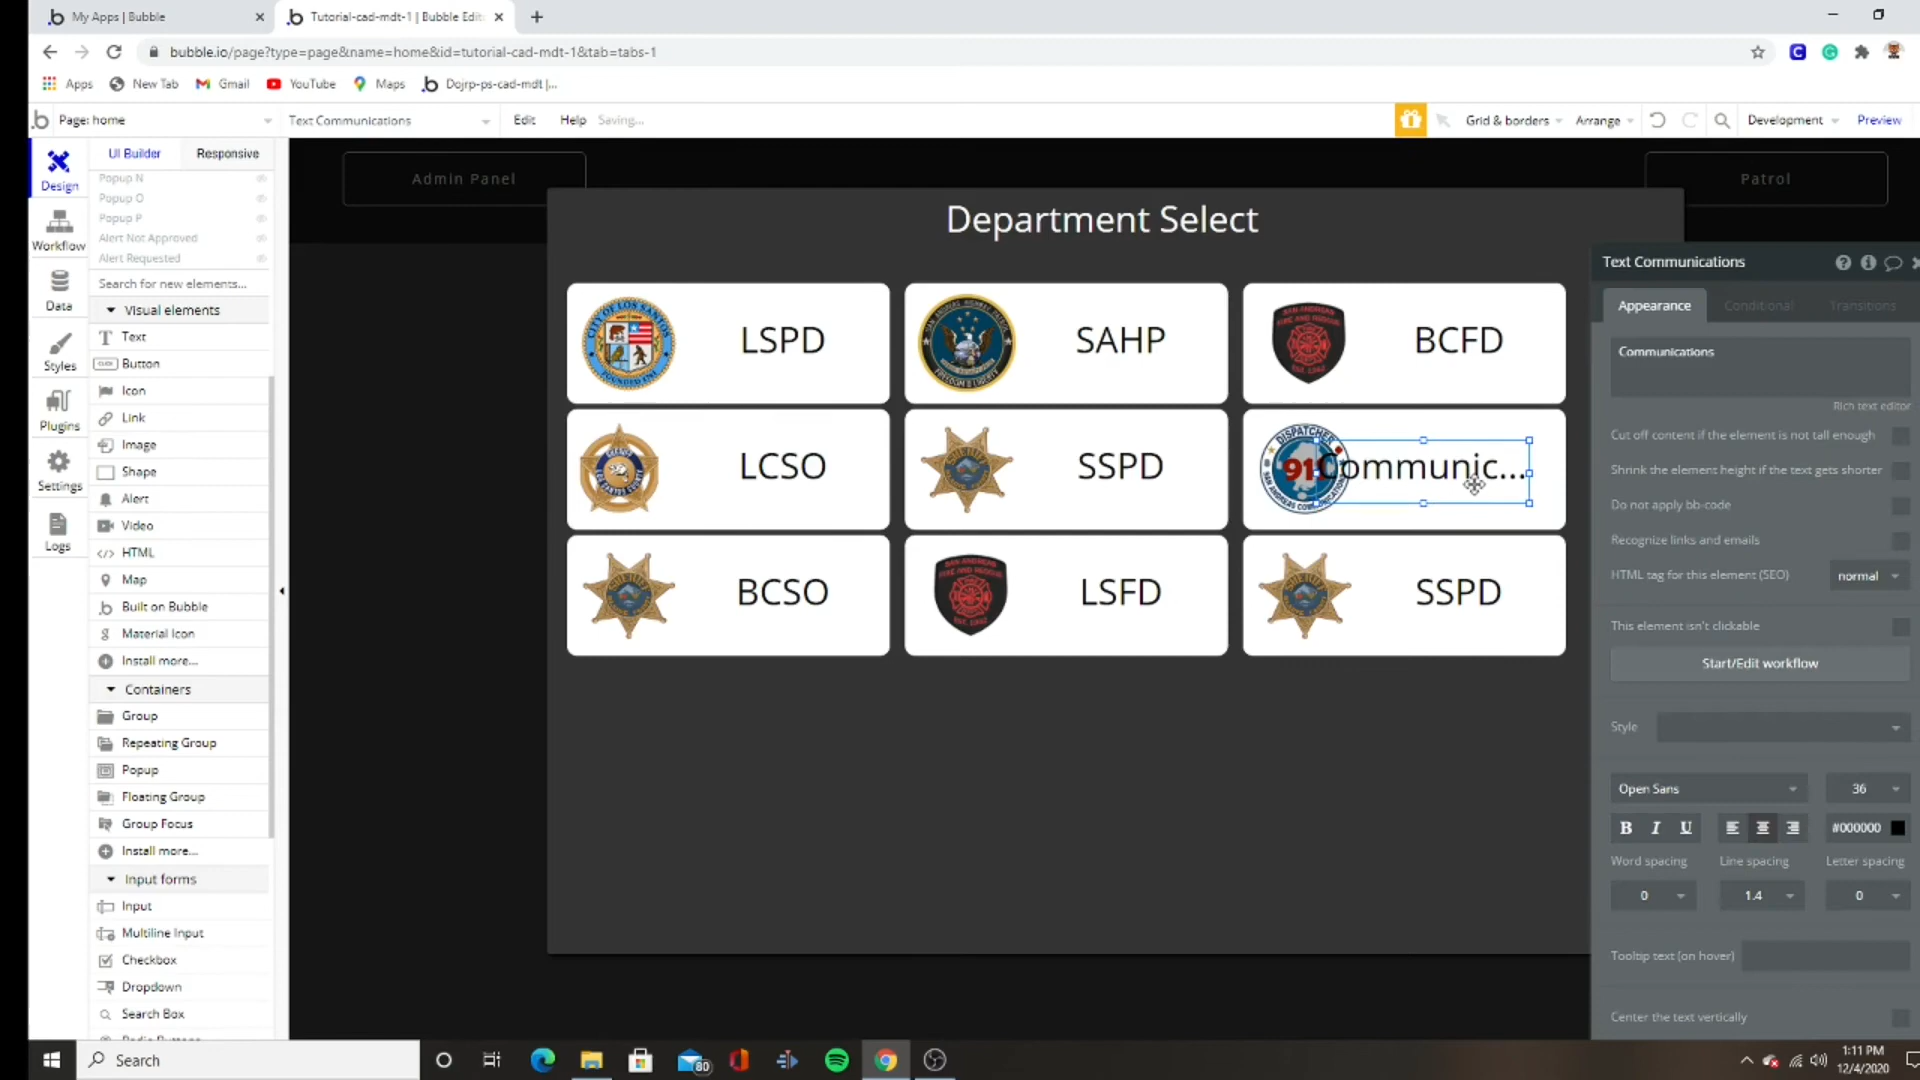 My Apps | Bubble
Tutorial-cad-mdt-1 | Bubble Edit
bubble.io/page?type=page&name=home&id=tutorial-cad-mdt-1&tab=tabs-1
Apps
New Tab
Gmail
YouTube
Maps
Dojrp-ps-cad-mdt |...
Page: home
Text Communications
Edit
Help
Saving...
Grid & borders
Arrange
Development
Preview
UI Builder
Responsive
Design
Workflow
Data
Styles
Plugins
Settings
Logs
Popup N
Popup O
Popup P
Alert Not Approved
Alert Requested
Search for new elements...
Visual elements
Text
Button
Icon
Link
Image
Shape
Alert
Video
</> HTML
Map
Built on Bubble
Material Icon
Install more...
Containers
Group
Repeating Group
Popup
Floating Group
Group Focus
Install more...
Input forms
Input
Multiline Input
Checkbox
Dropdown
Search Box
Admin Panel
Patrol
Department Select
LSPD
SAHP
BCFD
LCSO
SSPD
DISPATCHER
911
Communic...
BCSO
LSFD
SSPD
Text Communications
Appearance
Conditional
Transitions
Communications
Rich text editor
Cut off content if the element is not tall enough
Shrink the element height if the text gets shorter
Do not apply bb-code
Recognize links and emails
HTML tag for this element (SEO)
normal
This element isn't clickable
Start/Edit workflow
Style
Open Sans
36
B I U
#000000
Word spacing
Line spacing
Letter spacing
0
1.4
0
Tooltip text (on hover)
Center the text vertically
Search
80
1:11 PM
12/4/2020